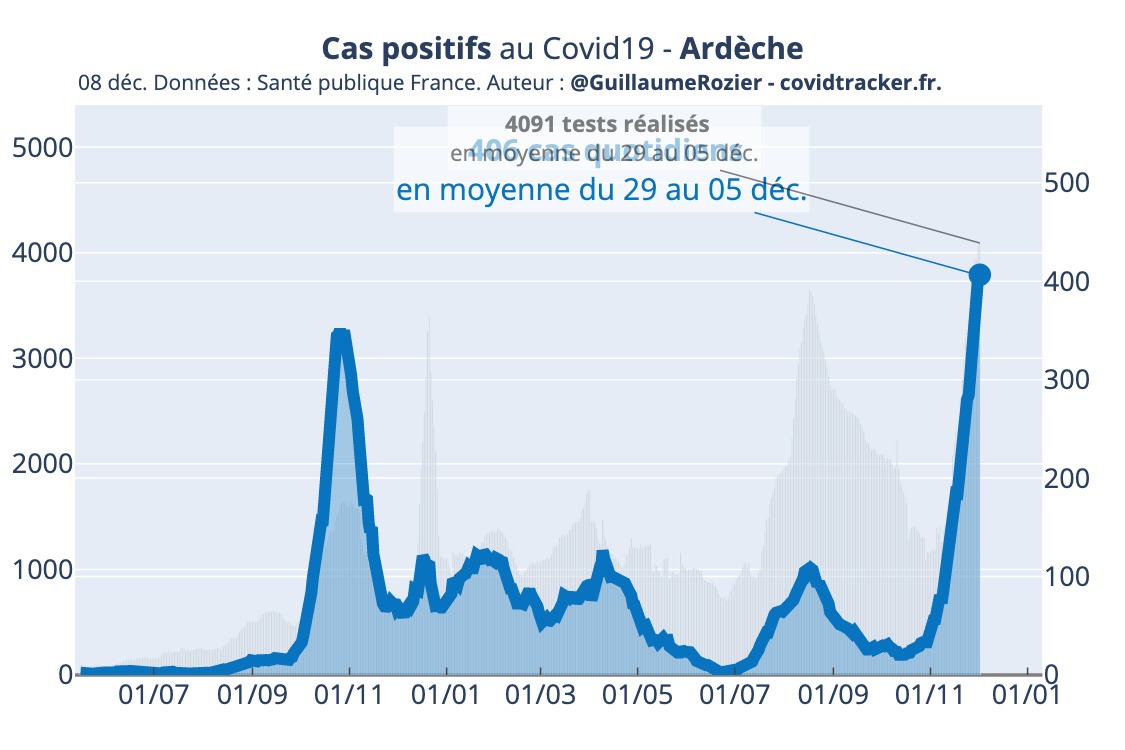 Cas positifs au Covid19 - Ardèche
08 déc. Données : Santé publique France. Auteur : @GuillaumeRozier - covidtracker.fr.
4091 tests réalisés
en moyenne du 29 au 05 déc.
406 cas quotidiens
en moyenne du 29 au 05 déc.
5000
4000
3000
2000
1000
0
500
400
300
200
100
0
01/07 01/09 01/11 01/01 01/03 01/05 01/07 01/09 01/11 01/01